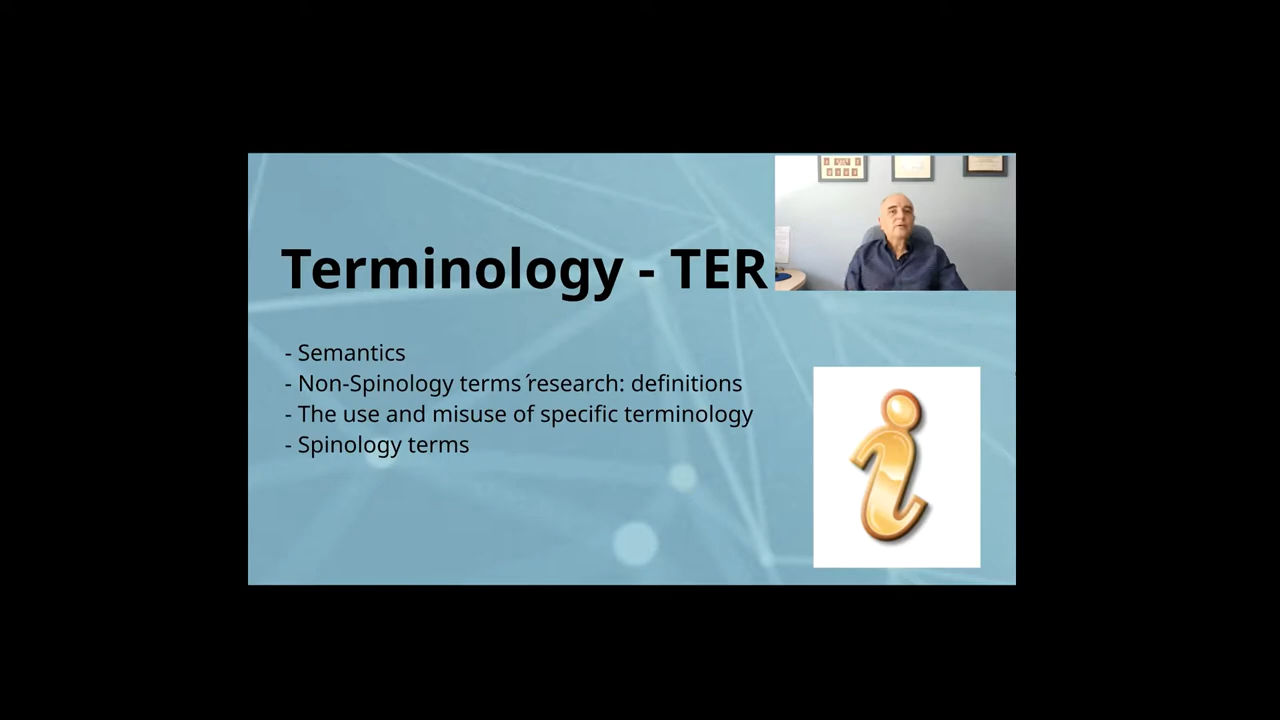 Terminology - TER
- Semantics
- Non-Spinology terms ́research: definitions
- The use and misuse of specific terminology
- Spinology terms
i